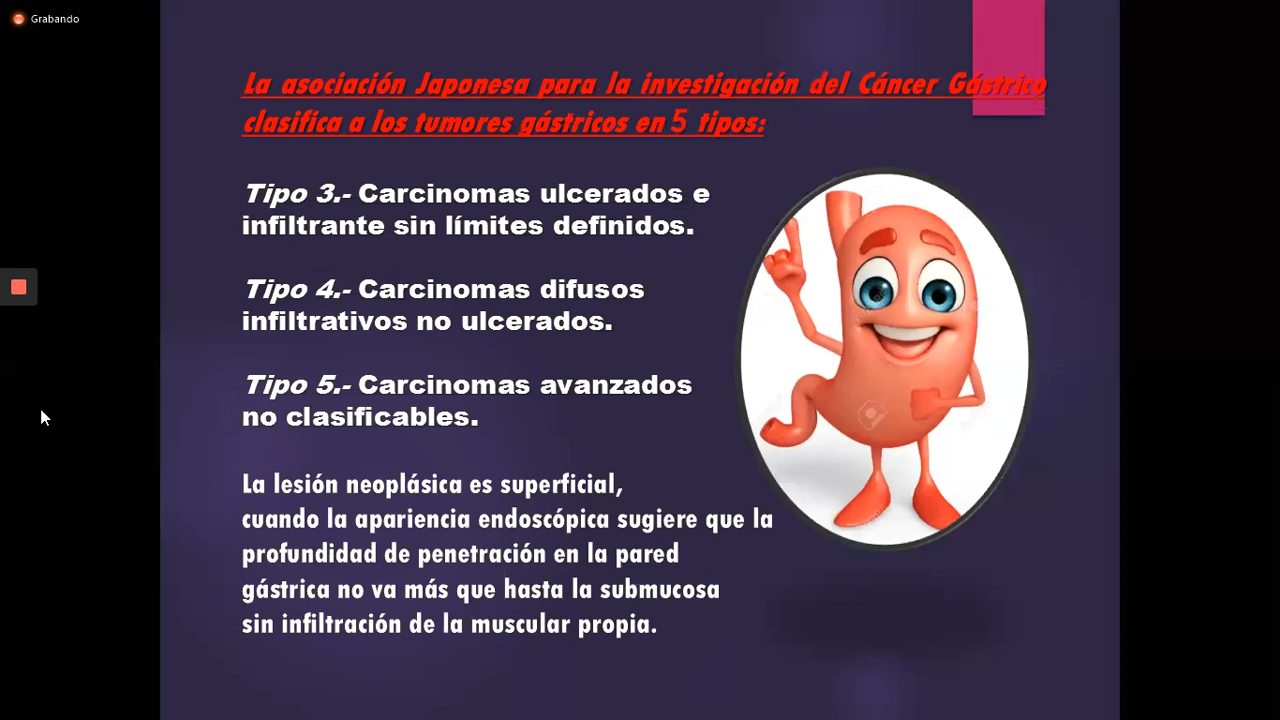 Grabando
La asociación Japonesa para la investigación del Cáncer Gástrico
clasifica a los tumores gástricos en 5 tipos:
Tipo 3.- Carcinomas ulcerados e
infiltrante sin límites definidos.
Tipo 4.- Carcinomas difusos
infiltrativos no ulcerados.
Tipo 5.- Carcinomas avanzados
no clasificables.
La lesión neoplásica es superficial,
cuando la apariencia endoscópica sugiere que la
profundidad de penetración en la pared
gástrica no va más que hasta la submucosa
sin infiltración de la muscular propia.